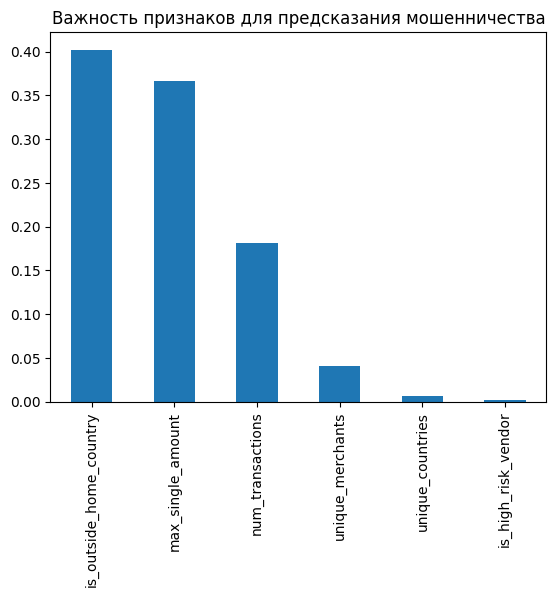 Важность признаков для предсказания мошенничества
0.40
0.35
0.30
0.25
0.20
0.15
0.10
0.05
0.00
is_outside_home_country
max_single_amount
num_transactions
unique_merchants
unique_countries
is_high_risk_vendor